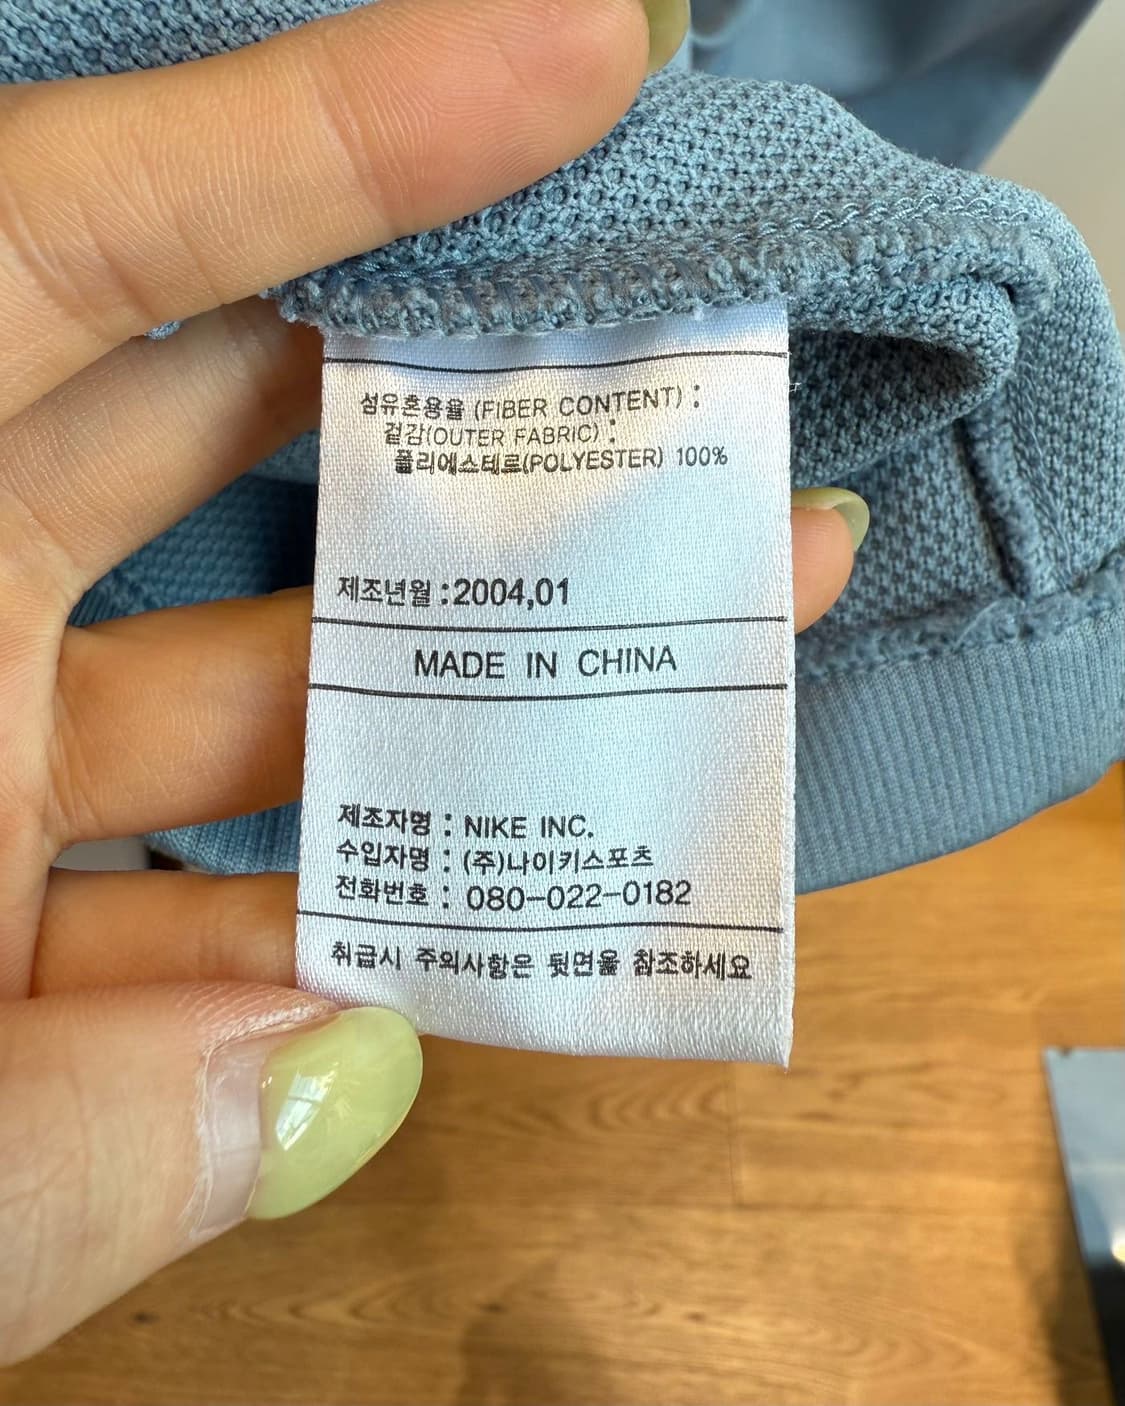 섬유혼용율 (FIBER CONTENT) :
겉감(OUTER FABRIC) :
폴리에스테르(POLYESTER) 100%
제조년월 : 2004,01
MADE IN CHINA
제조자명 : NIKE INC.
수입자명 : (주)나이키스포츠
전화번호 : 080-022-0182
취급시 주의사항은 뒷면을 참조하세요